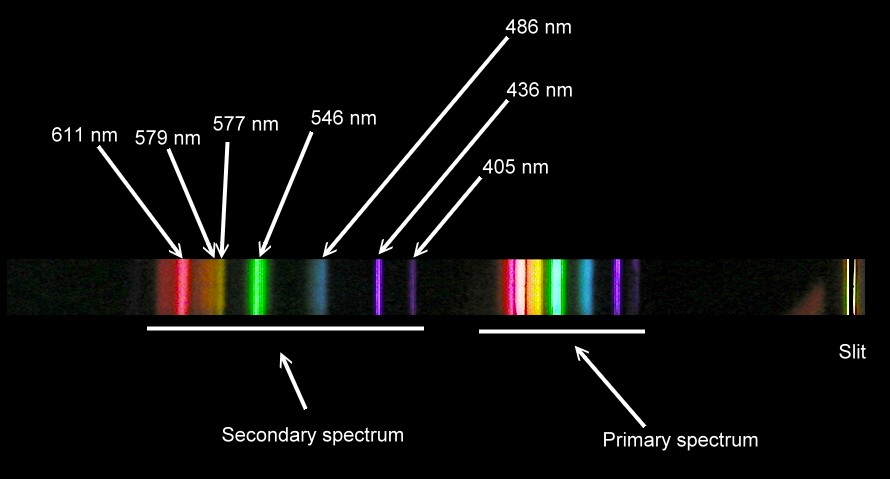 486 nm
436 nm
611 nm
579 nm
577 nm
546 nm
405 nm
Slit
Secondary spectrum
Primary spectrum